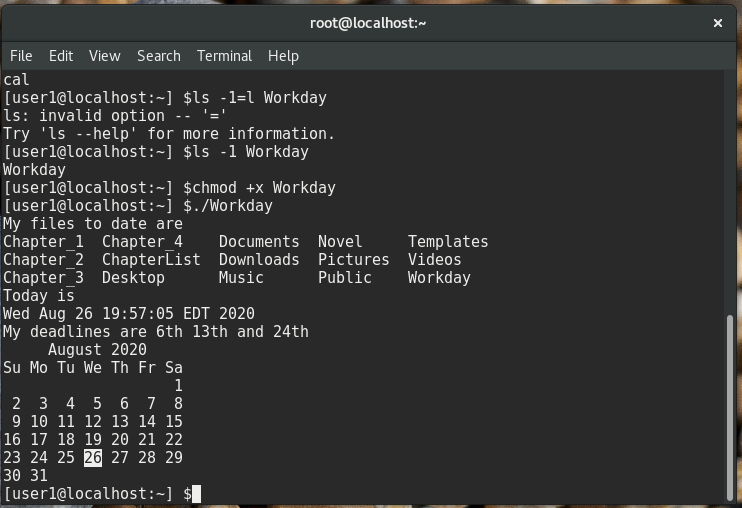 root@localhost:~
File Edit View Search Terminal Help
cal
[user1@localhost:~] $ls -1=l Workday
ls: invalid option -- '='
Try 'ls --help' for more information.
[user1@localhost:~] $ls -1 Workday
Workday
[user1@localhost:~] $chmod +x Workday
[user1@localhost:~] $./Workday
My files to date are
Chapter_1  Chapter_4    Documents  Novel     Templates
Chapter_2  ChapterList  Downloads  Pictures  Videos
Chapter_3  Desktop      Music      Public    Workday
Today is
Wed Aug 26 19:57:05 EDT 2020
My deadlines are 6th 13th and 24th
     August 2020
Su Mo Tu We Th Fr Sa
                   1
 2  3  4  5  6  7  8
 9 10 11 12 13 14 15
16 17 18 19 20 21 22
23 24 25 26 27 28 29
30 31
[user1@localhost:~] $